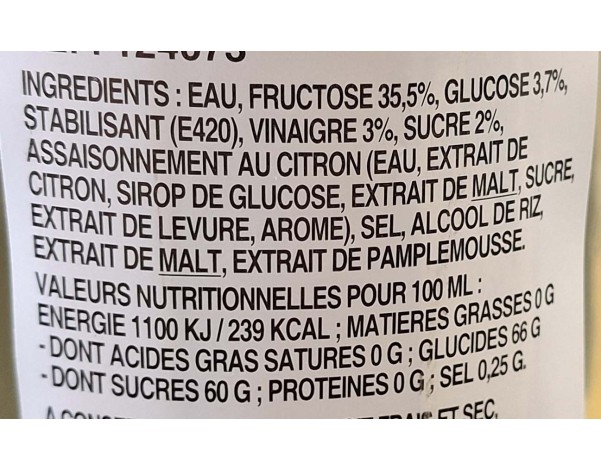 INGREDIENTS : EAU, FRUCTOSE 35,5%, GLUCOSE 3,7%,
STABILISANT (E420), VINAIGRE 3%, SUCRE 2%,
ASSAISONNEMENT AU CITRON (EAU, EXTRAIT DE
CITRON, SIROP DE GLUCOSE, EXTRAIT DE MALT, SUCRE,
EXTRAIT DE LEVURE, AROME), SEL, ALCOOL DE RIZ,
EXTRAIT DE MALT, EXTRAIT DE PAMPLEMOUSSE.
VALEURS NUTRITIONNELLES POUR 100 ML :
ENERGIE 1100 KJ / 239 KCAL ; MATIERES GRASSES 0 G
- DONT ACIDES GRAS SATURES 0 G ; GLUCIDES 66 G
- DONT SUCRES 60 G ; PROTEINES 0 G ; SEL 0,25 G.
ET SEC,